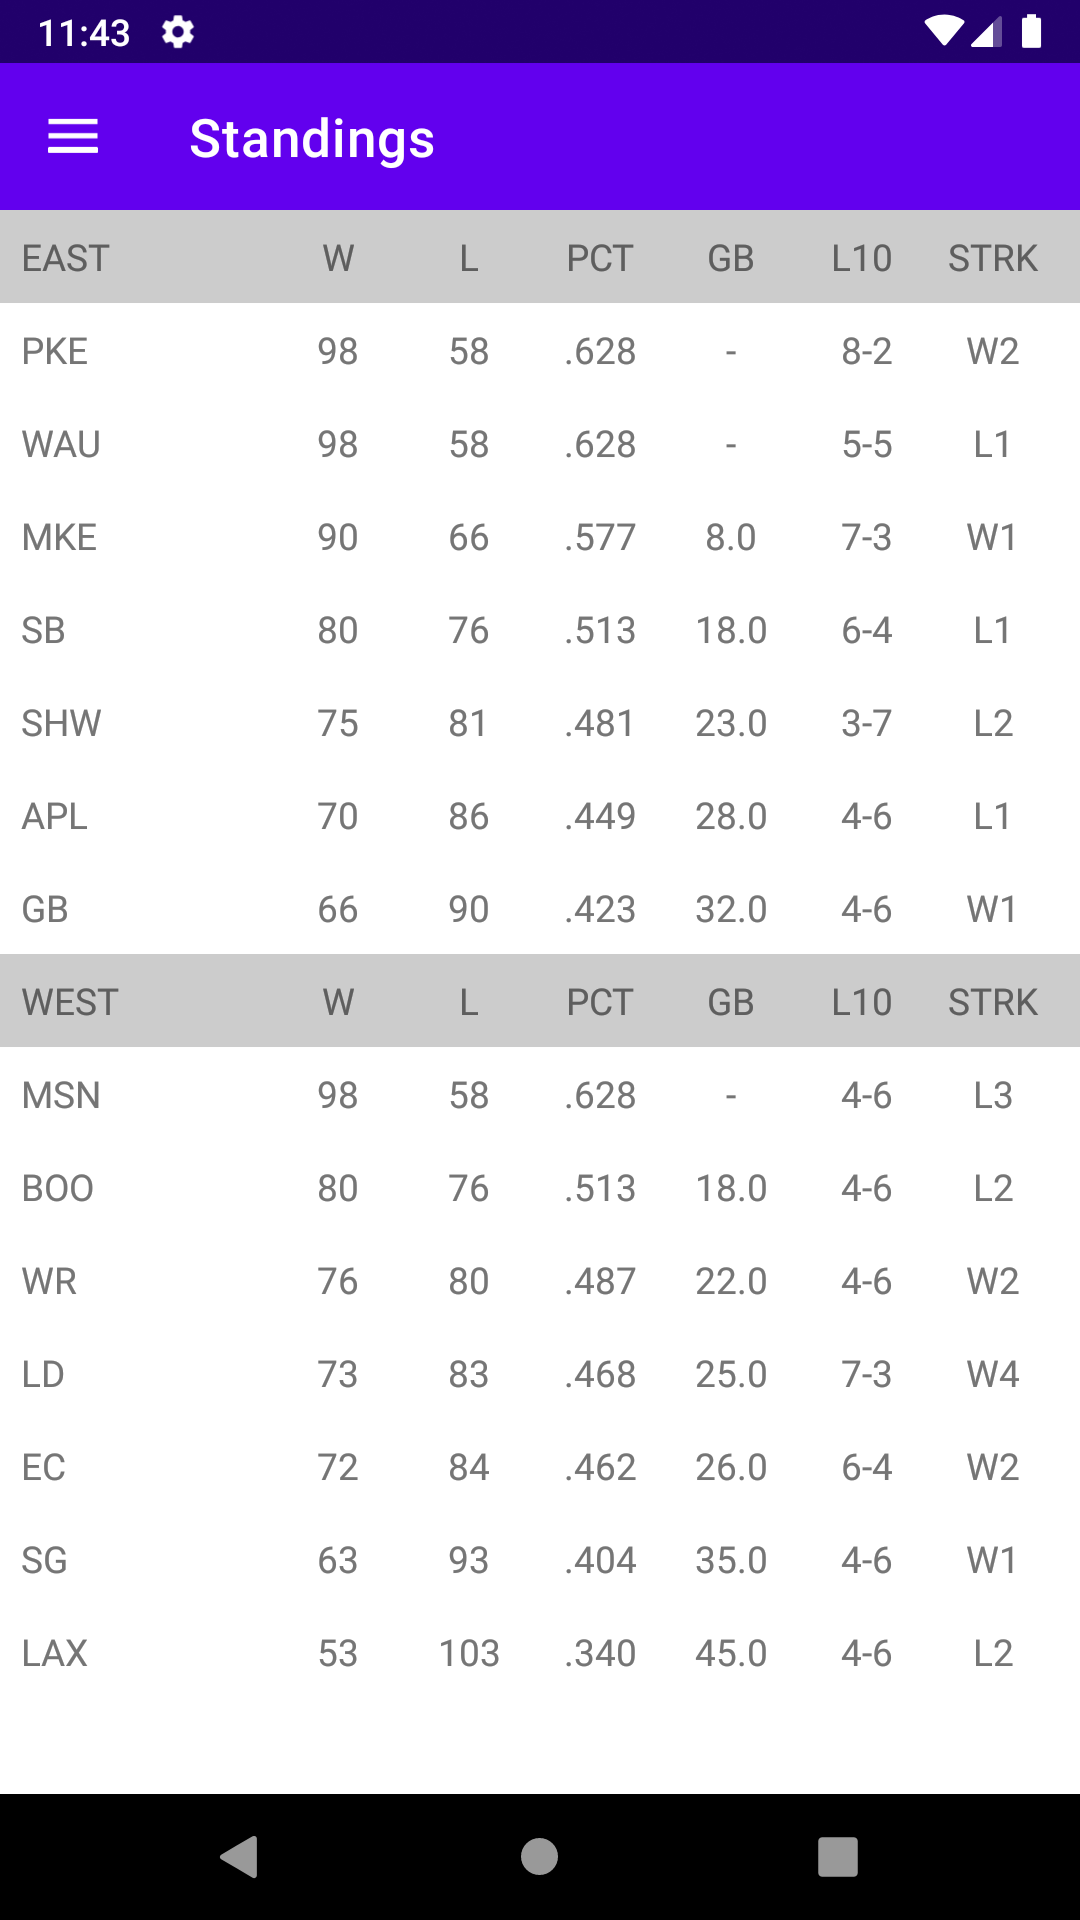 11:43
Standings
EAST W L PCT GB L10 STRK
PKE 98 58 .628 - 8-2 W2
WAU 98 58 .628 - 5-5 L1
MKE 90 66 .577 8.0 7-3 W1
SB 80 76 .513 18.0 6-4 L1
SHW 75 81 .481 23.0 3-7 L2
APL 70 86 .449 28.0 4-6 L1
GB 66 90 .423 32.0 4-6 W1
WEST W L PCT GB L10 STRK
MSN 98 58 .628 - 4-6 L3
BOO 80 76 .513 18.0 4-6 L2
WR 76 80 .487 22.0 4-6 W2
LD 73 83 .468 25.0 7-3 W4
EC 72 84 .462 26.0 6-4 W2
SG 63 93 .404 35.0 4-6 W1
LAX 53 103 .340 45.0 4-6 L2